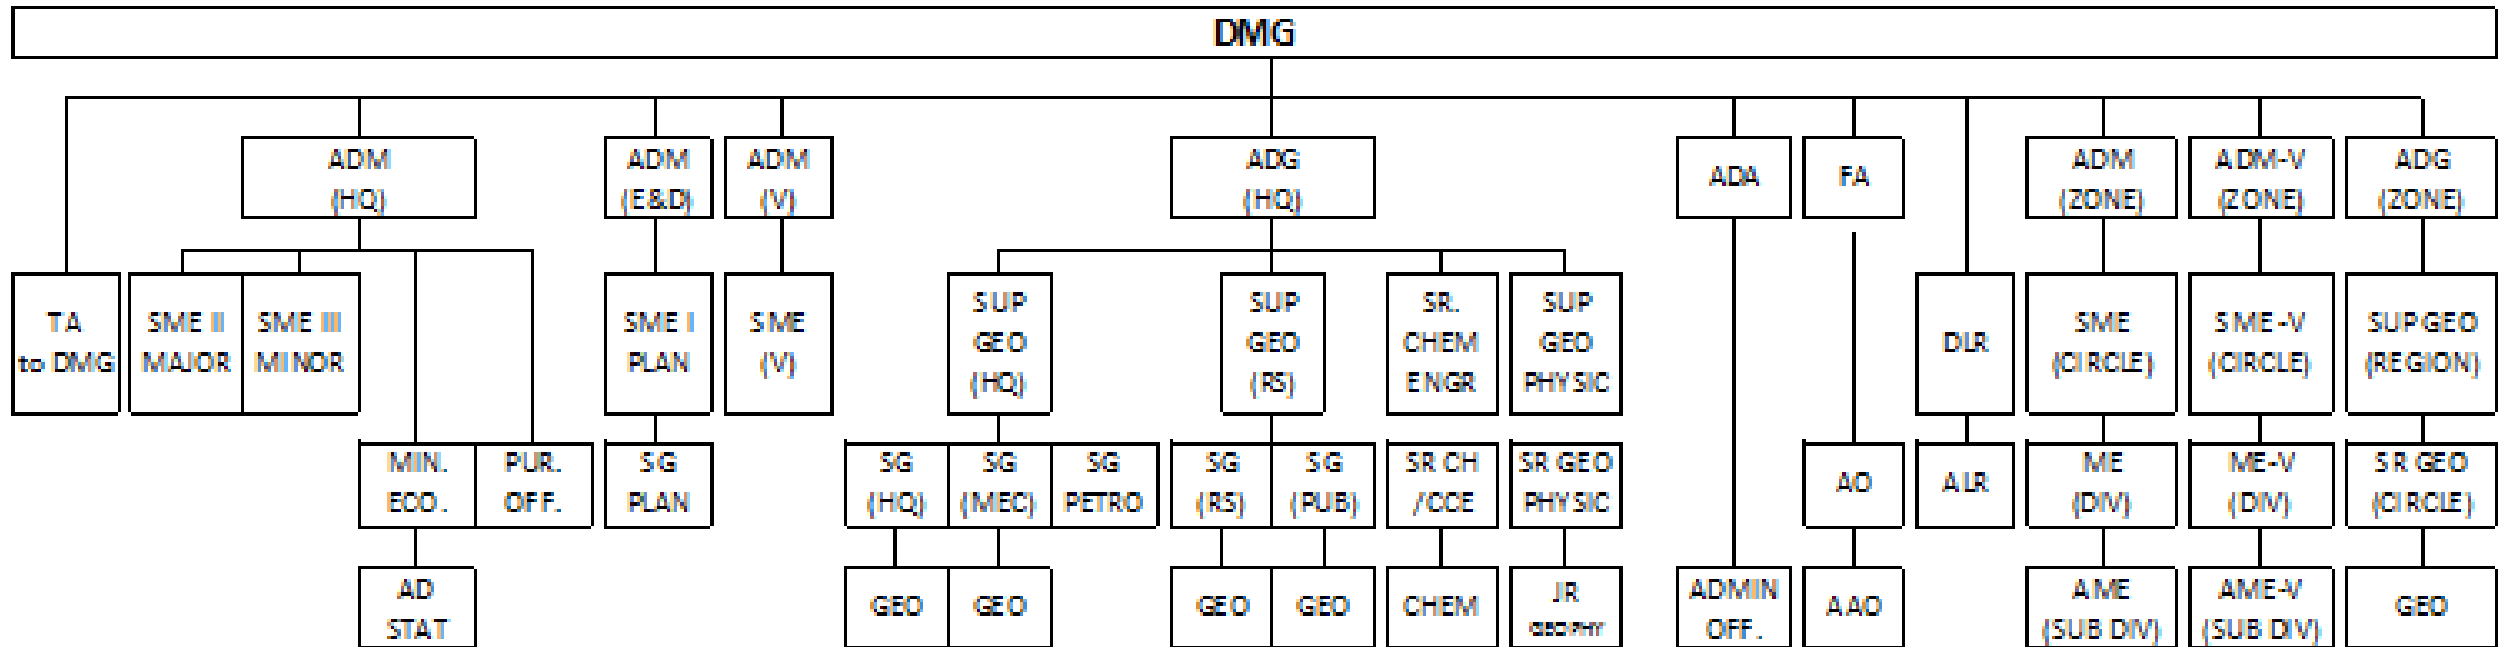 DMG
ADM
(HQ)
ADM
(E&D)
ADM
(V)
ADG
(HQ)
ADA
FA
ADM
(ZONE)
ADM-V
(ZONE)
ADG
(ZONE)
TA
to DMG
SME II
MAJOR
SME III
MINOR
SME I
PLAN
SME
(V)
SUP
GEO
(HQ)
SUP
GEO
(RS)
SR.
CHEM
ENGR
SUP
GEO
PHYSIC
DLR
SME
(CIRCLE)
SME-V
(CIRCLE)
SUPGEO
(REGION)
MIN.
ECO.
PUR.
OFF.
SG
PLAN
SG
(HQ)
SG
(MEC)
SG
PETRO
SG
(RS)
SG
(PUB)
SR CH
/CCE
SR GEO
PHYSIC
AO
ALR
ME
(DIV)
ME-V
(DIV)
SR GEO
(CIRCLE)
AD
STAT
GEO
GEO
GEO
GEO
CHEM
JR
GEOPHY
ADMIN
OFF.
AAO
AME
(SUB DIV)
AME-V
(SUB DIV)
GEO